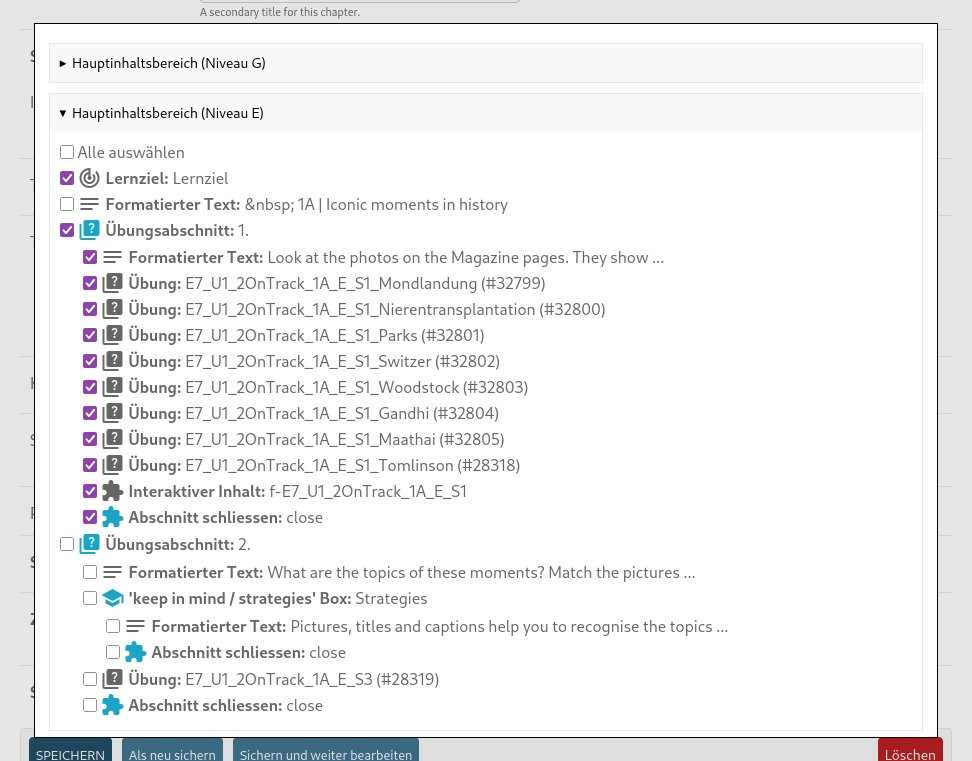 A secondary title for this chapter.
▸ Hauptinhaltsbereich (Niveau G)
▾ Hauptinhaltsbereich (Niveau E)
Alle auswählen
Lernziel: Lernziel
Formatierter Text: &nbsp; 1A | Iconic moments in history
Übungsabschnitt: 1.
Formatierter Text: Look at the photos on the Magazine pages. They show ...
Übung: E7_U1_2OnTrack_1A_E_S1_Mondlandung (#32799)
Übung: E7_U1_2OnTrack_1A_E_S1_Nierentransplantation (#32800)
Übung: E7_U1_2OnTrack_1A_E_S1_Parks (#32801)
Übung: E7_U1_2OnTrack_1A_E_S1_Switzer (#32802)
Übung: E7_U1_2OnTrack_1A_E_S1_Woodstock (#32803)
Übung: E7_U1_2OnTrack_1A_E_S1_Gandhi (#32804)
Übung: E7_U1_2OnTrack_1A_E_S1_Maathai (#32805)
Übung: E7_U1_2OnTrack_1A_E_S1_Tomlinson (#28318)
Interaktiver Inhalt: f-E7_U1_2OnTrack_1A_E_S1
Abschnitt schliessen: close
Übungsabschnitt: 2.
Formatierter Text: What are the topics of these moments? Match the pictures ...
'keep in mind / strategies' Box: Strategies
Formatierter Text: Pictures, titles and captions help you to recognise the topics ...
Abschnitt schliessen: close
Übung: E7_U1_2OnTrack_1A_E_S3 (#28319)
Abschnitt schliessen: close
SPEICHERN Als neu sichern Sichern und weiter bearbeiten Löschen